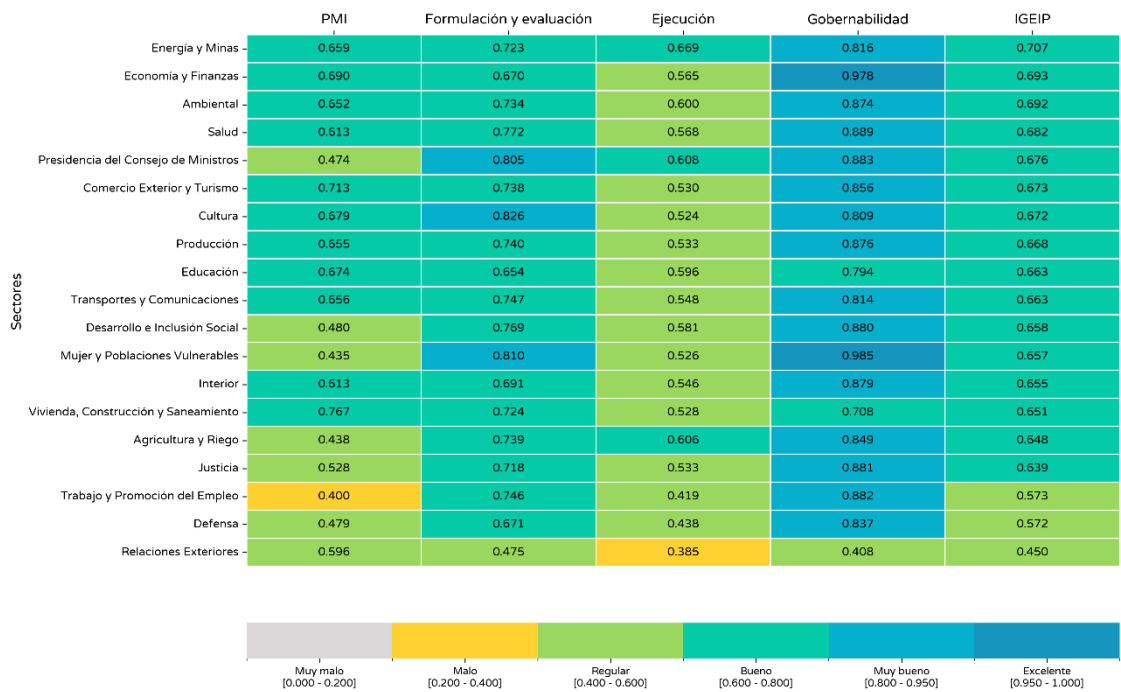 PMI Formulación y evaluación Ejecución Gobernabilidad IGEIP
Energía y Minas 0.659 0.723 0.669 0.816 0.707
Economía y Finanzas 0.690 0.670 0.565 0.978 0.693
Ambiental 0.652 0.734 0.600 0.874 0.692
Salud 0.613 0.772 0.568 0.889 0.682
Presidencia del Consejo de Ministros 0.474 0.805 0.608 0.883 0.676
Comercio Exterior y Turismo 0.713 0.738 0.530 0.856 0.673
Cultura 0.679 0.826 0.524 0.809 0.672
Producción 0.655 0.740 0.533 0.876 0.668
Educación 0.674 0.654 0.596 0.794 0.663
Transportes y Comunicaciones 0.656 0.747 0.548 0.814 0.663
Desarrollo e Inclusión Social 0.480 0.769 0.581 0.880 0.658
Mujer y Poblaciones Vulnerables 0.435 0.810 0.526 0.985 0.657
Interior 0.613 0.691 0.546 0.879 0.655
Vivienda, Construcción y Saneamiento 0.767 0.724 0.528 0.708 0.651
Agricultura y Riego 0.438 0.739 0.606 0.849 0.648
Justicia 0.528 0.718 0.533 0.881 0.639
Trabajo y Promoción del Empleo 0.400 0.746 0.419 0.882 0.573
Defensa 0.479 0.671 0.438 0.837 0.572
Relaciones Exteriores 0.596 0.475 0.385 0.408 0.450
Sectores
Muy malo Malo Regular Bueno Muy bueno Excelente
[0.000 - 0.200] [0.200 - 0.400] [0.400 - 0.600] [0.600 - 0.800] [0.800 - 0.950] [0.950 - 1.000]